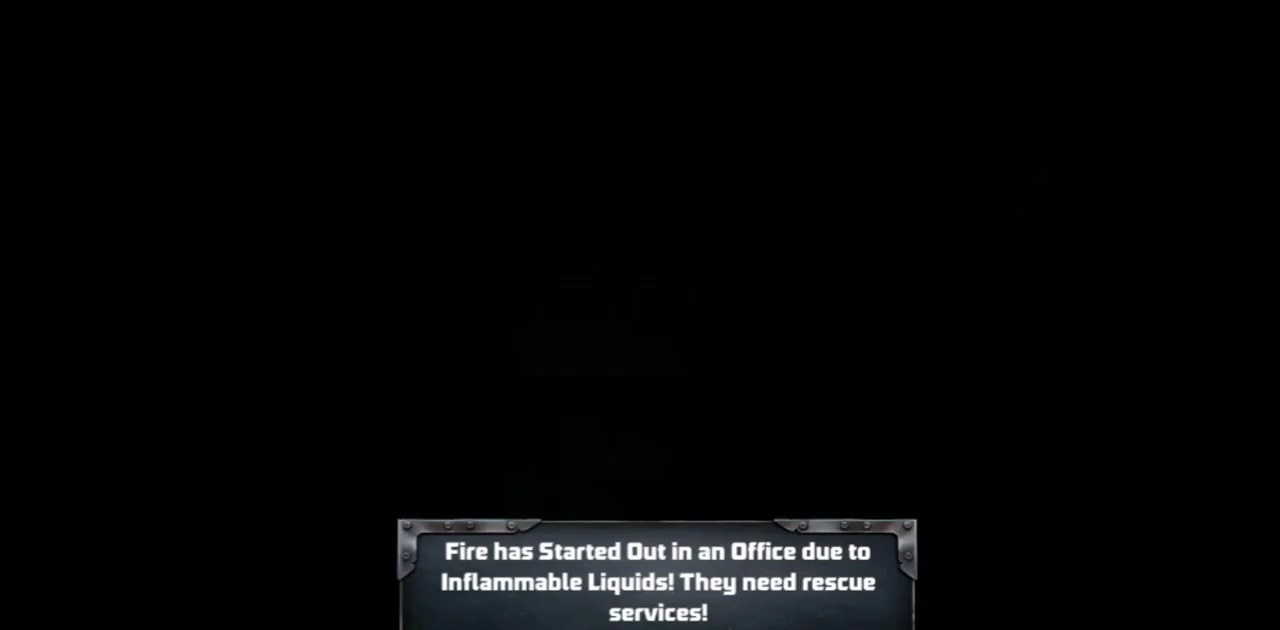 Fire has Started Out in an Office due to
Inflammable Liquids! They need rescue
services!